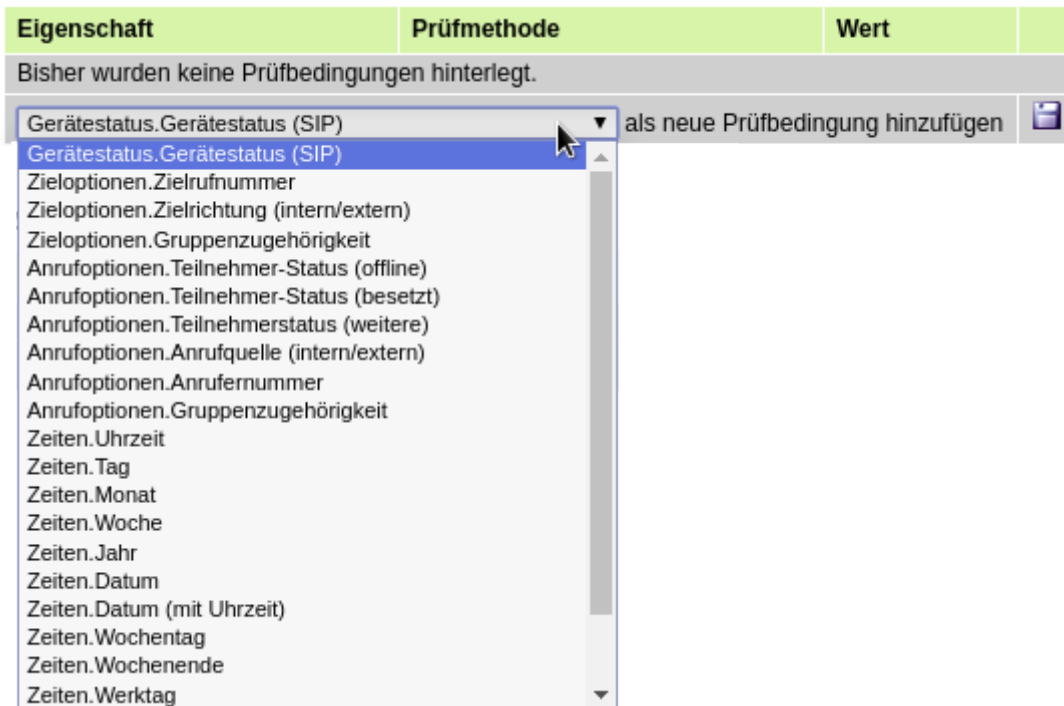 Eigenschaft Prüfmethode Wert
Bisher wurden keine Prüfbedingungen hinterlegt.
Gerätestatus.Gerätestatus (SIP) als neue Prüfbedingung hinzufügen
Gerätestatus.Gerätestatus (SIP)
Zieloptionen.Zielrufnummer
Zieloptionen.Zielrichtung (intern/extern)
Zieloptionen.Gruppenzugehörigkeit
Anrufoptionen.Teilnehmer-Status (offline)
Anrufoptionen.Teilnehmer-Status (besetzt)
Anrufoptionen.Teilnehmerstatus (weitere)
Anrufoptionen.Anrufquelle (intern/extern)
Anrufoptionen.Anrufernummer
Anrufoptionen.Gruppenzugehörigkeit
Zeiten.Uhrzeit
Zeiten.Tag
Zeiten.Monat
Zeiten.Woche
Zeiten.Jahr
Zeiten.Datum
Zeiten.Datum (mit Uhrzeit)
Zeiten.Wochentag
Zeiten.Wochenende
Zeiten.Werktag